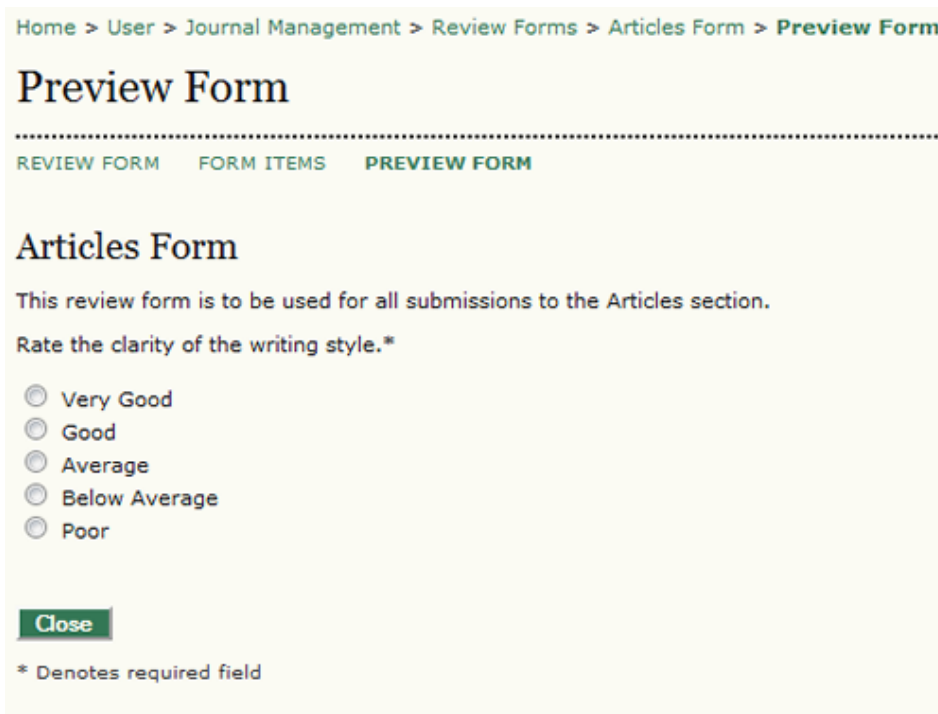 Home > User > Journal Management > Review Forms > Articles Form > Preview Form
Preview Form
REVIEW FORM FORM ITEMS PREVIEW FORM
Articles Form
This review form is to be used for all submissions to the Articles section.
Rate the clarity of the writing style.*
Very Good
Good
Average
Below Average
Poor
Close
* Denotes required field